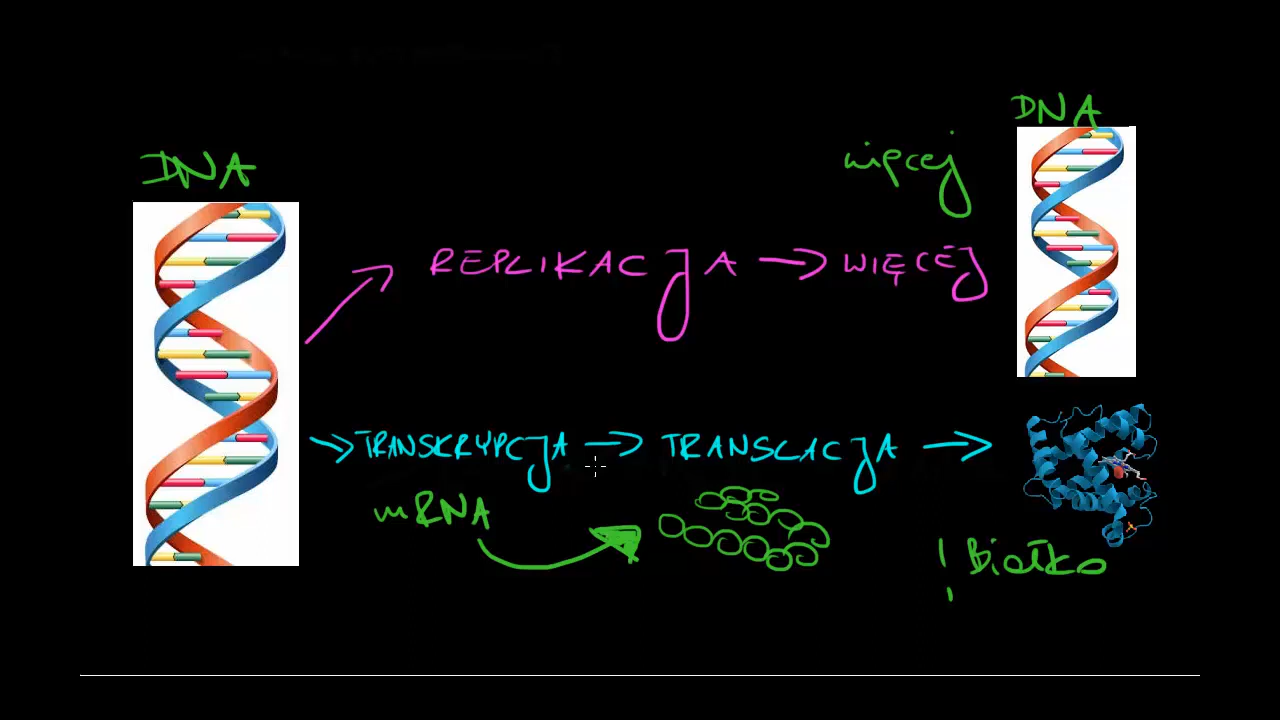 DNA
więcej
DNA
REPLIKACJA → WIĘCEJ
→ TRANSKRYPCJA → TRANSLACJA →
mRNA
! Białko